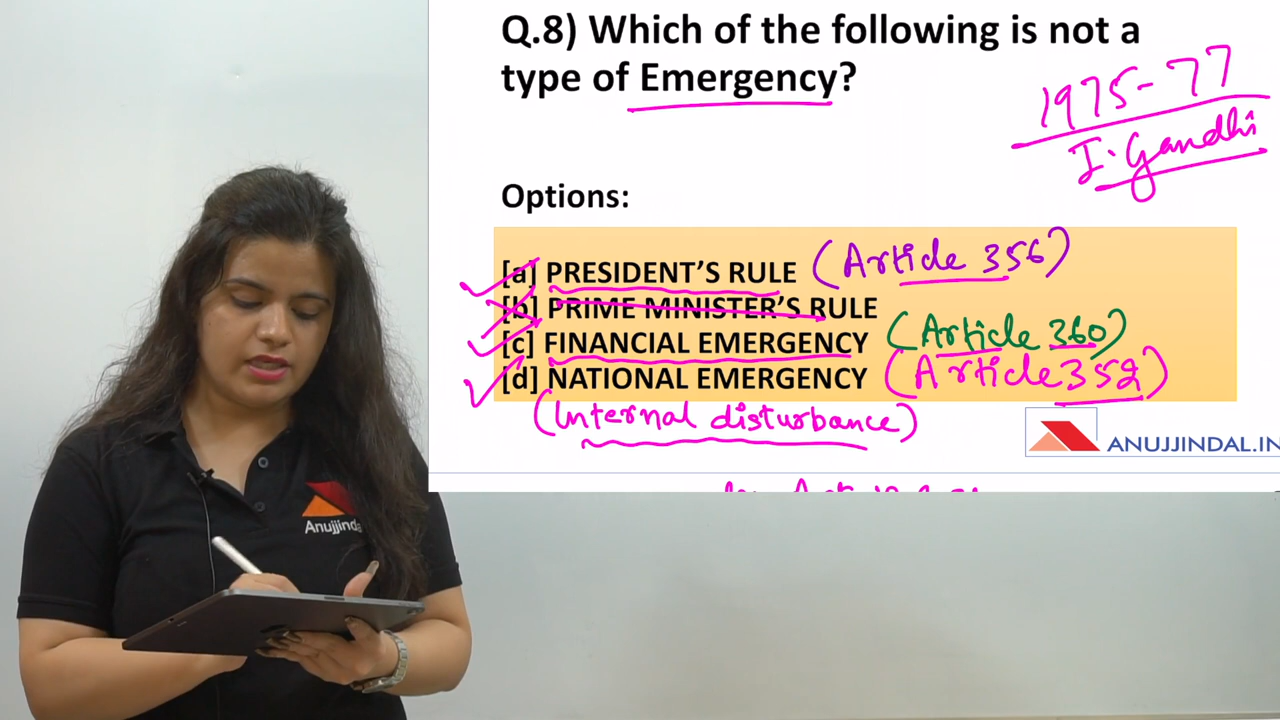 Q.8) Which of the following is not a
type of Emergency?
1975-77
I. Gandhi
Options:
[a] PRESIDENT'S RULE (Article 356)
[b] PRIME MINISTER'S RULE
[c] FINANCIAL EMERGENCY (Article 360)
[d] NATIONAL EMERGENCY (Article 352)
(Internal disturbance)
ANUJJINDAL.IN
Anujjinda